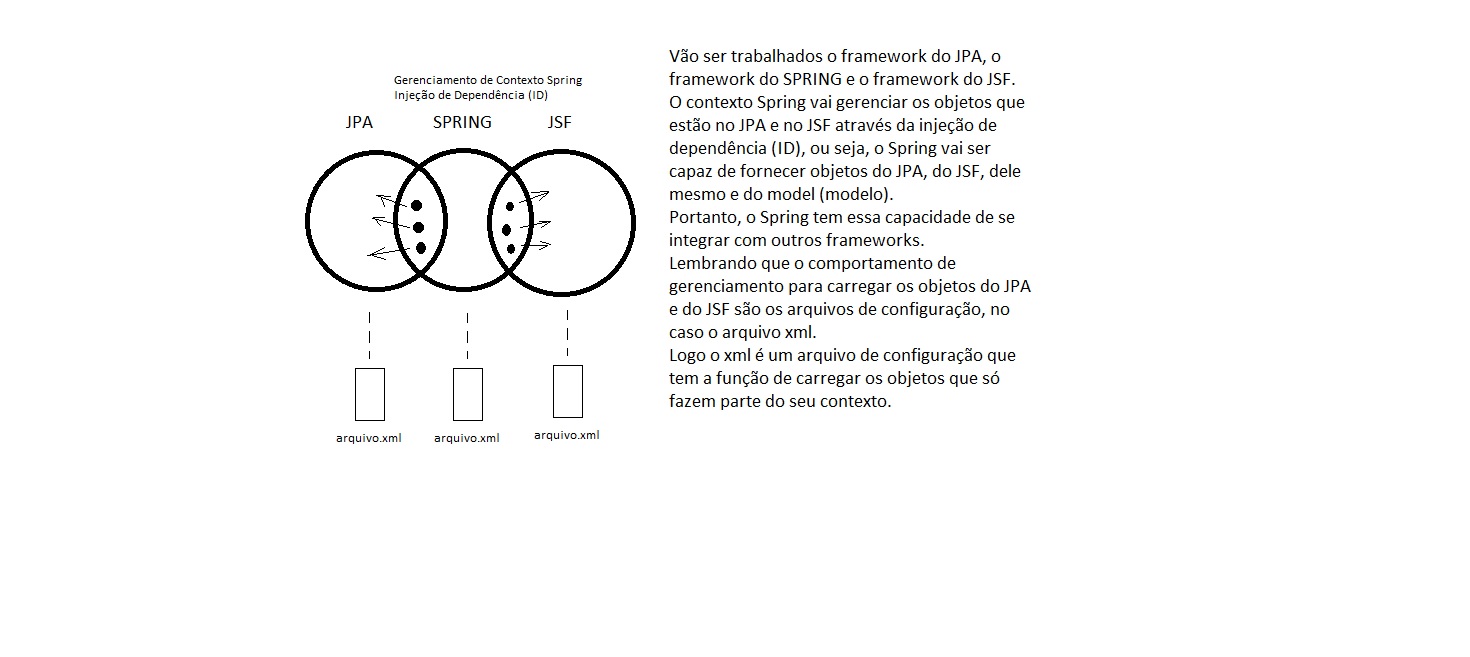 Gerenciamento de Contexto Spring
Injeção de Dependência (ID)
JPA
SPRING
JSF
arquivo.xml
arquivo.xml
arquivo.xml
Vão ser trabalhados o framework do JPA, o
framework do SPRING e o framework do JSF.
O contexto Spring vai gerenciar os objetos que
estão no JPA e no JSF através da injeção de
dependência (ID), ou seja, o Spring vai ser
capaz de fornecer objetos do JPA, do JSF, dele
mesmo e do model (modelo).
Portanto, o Spring tem essa capacidade de se
integrar com outros frameworks.
Lembrando que o comportamento de
gerenciamento para carregar os objetos do JPA
e do JSF são os arquivos de configuração, no
caso o arquivo xml.
Logo o xml é um arquivo de configuração que
tem a função de carregar os objetos que só
fazem parte do seu contexto.